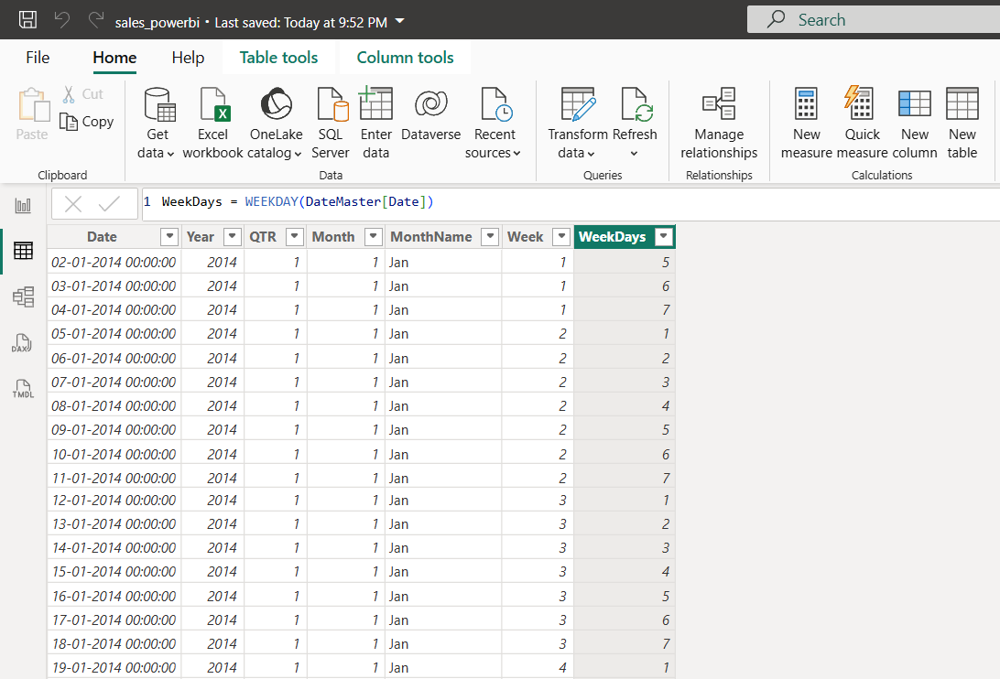 sales_powerbi • Last saved: Today at 9:52 PM
Search
File Home Help Table tools Column tools
Paste
Cut
Copy
Clipboard
Get data
Excel workbook
OneLake catalog
SQL Server
Enter data
Dataverse
Recent sources
Data
Transform data
Refresh
Queries
Manage relationships
Relationships
New measure
Quick measure
New column
New table
Calculations
1 WeekDays = WEEKDAY(DateMaster[Date])
Date Year QTR Month MonthName Week WeekDays
02-01-2014 00:00:00 2014 1 1 Jan 1 5
03-01-2014 00:00:00 2014 1 1 Jan 1 6
04-01-2014 00:00:00 2014 1 1 Jan 1 7
05-01-2014 00:00:00 2014 1 1 Jan 2 1
06-01-2014 00:00:00 2014 1 1 Jan 2 2
07-01-2014 00:00:00 2014 1 1 Jan 2 3
08-01-2014 00:00:00 2014 1 1 Jan 2 4
09-01-2014 00:00:00 2014 1 1 Jan 2 5
10-01-2014 00:00:00 2014 1 1 Jan 2 6
11-01-2014 00:00:00 2014 1 1 Jan 2 7
12-01-2014 00:00:00 2014 1 1 Jan 3 1
13-01-2014 00:00:00 2014 1 1 Jan 3 2
14-01-2014 00:00:00 2014 1 1 Jan 3 3
15-01-2014 00:00:00 2014 1 1 Jan 3 4
16-01-2014 00:00:00 2014 1 1 Jan 3 5
17-01-2014 00:00:00 2014 1 1 Jan 3 6
18-01-2014 00:00:00 2014 1 1 Jan 3 7
19-01-2014 00:00:00 2014 1 1 Jan 4 1
DAX
TMDL